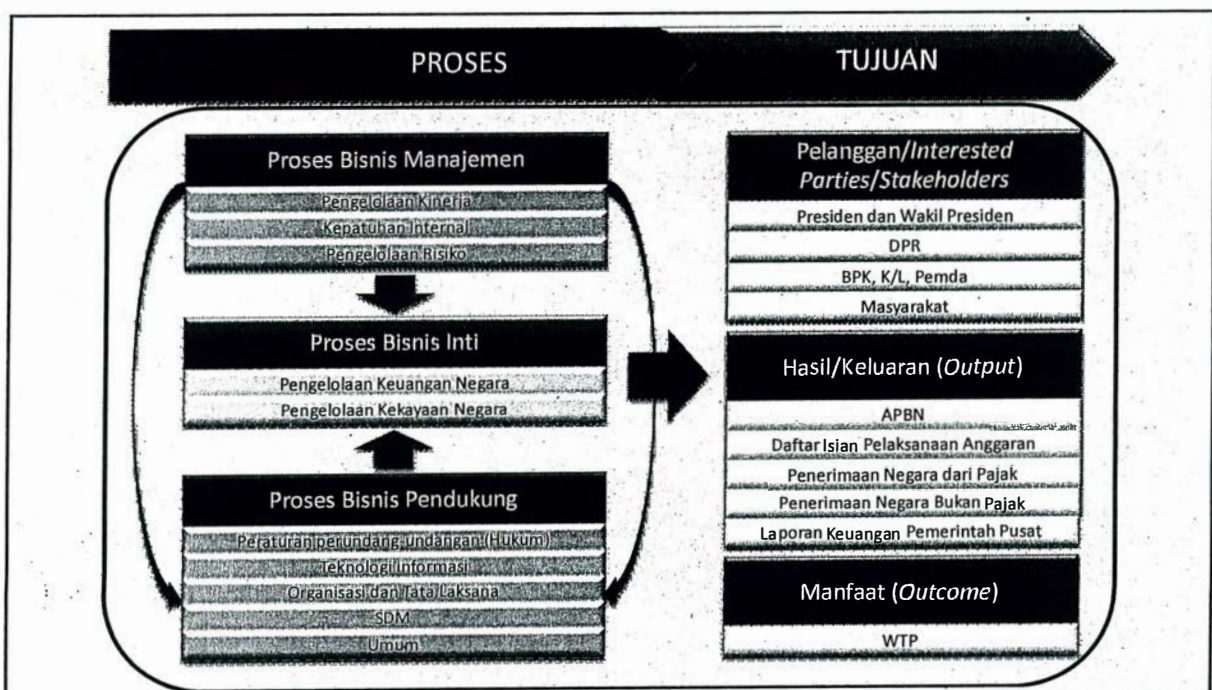 PROSES
TUJUAN
Proses Bisnis Manajemen
Pengelolaan Kinerja
Kepatuhan Internal
Pengelolaan Risiko
Proses Bisnis Inti
Pengelolaan Keuangan Negara
Pengelolaan Kekayaan Negara
Proses Bisnis Pendukung
Peraturan perundang-undangan (Hukum)
Teknologi Informasi
Organisasi dan Tata Laksana
SDM
Umum
Pelanggan/Interested
Parties/Stakeholders
Presiden dan Wakil Presiden
DPR
BPK, K/L, Pemda
Masyarakat
Hasil/Keluaran (Output)
APBN
Daftar Isian Pelaksanaan Anggaran
Penerimaan Negara dari Pajak
Penerimaan Negara Bukan Pajak
Laporan Keuangan Pemerintah Pusat
Manfaat (Outcome)
WTP